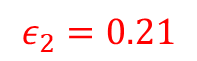 ϵ₂ = 0.21